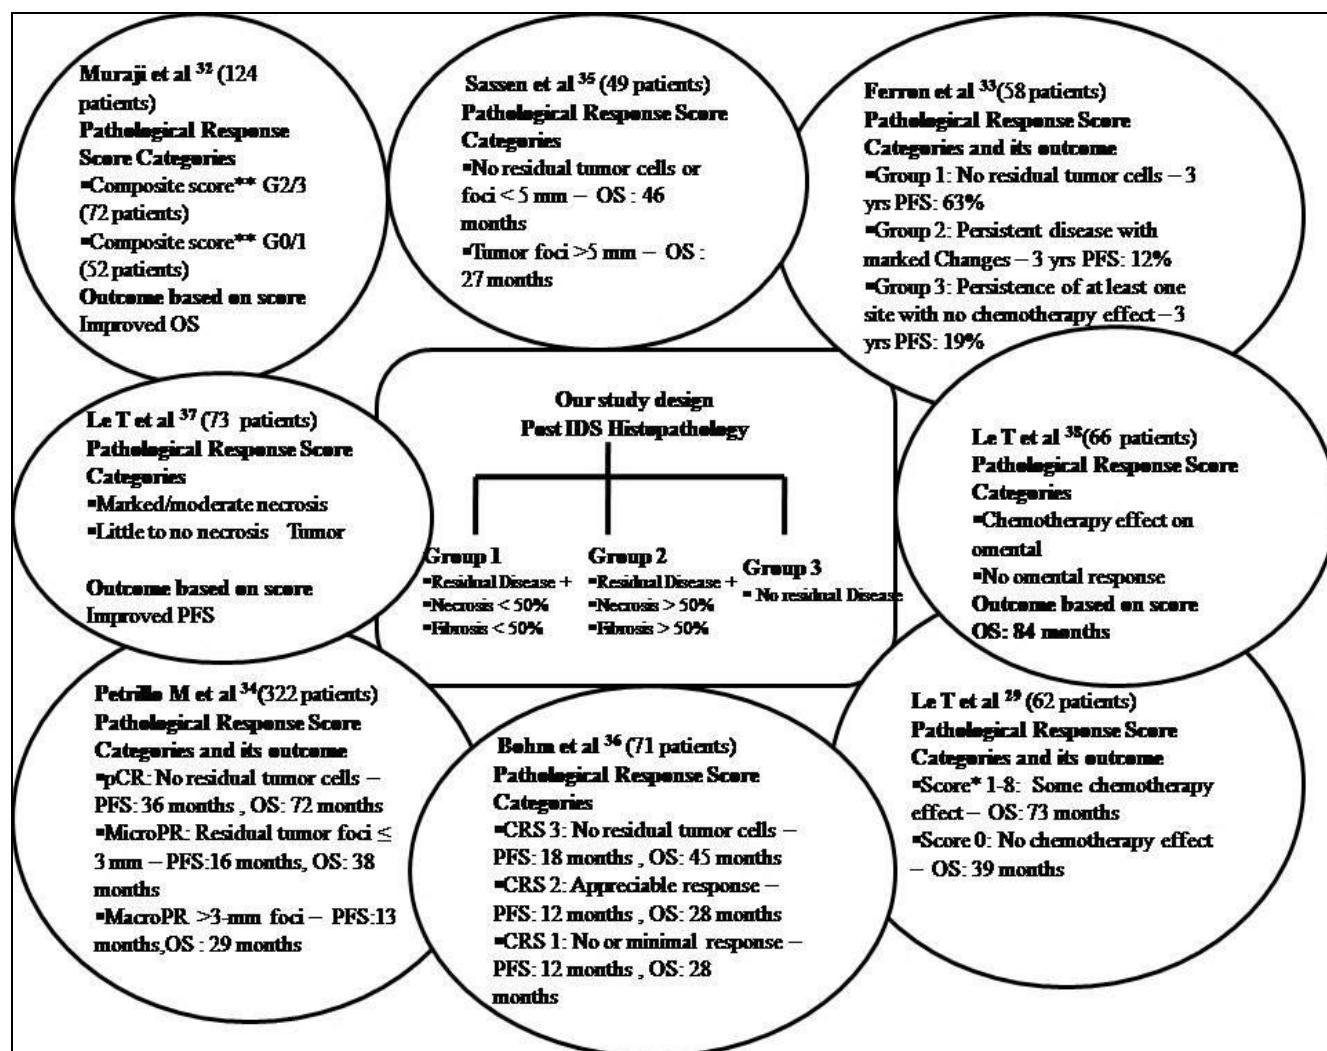 Muraji et al 32 (124
patients)
Pathological Response
Score Categories
▪Composite score** G2/3
(72 patients)
▪Composite score** G0/1
(52 patients)
Outcome based on score
Improved OS
Sassen et al 35 (49 patients)
Pathological Response Score
Categories
▪No residual tumor cells or
foci < 5 mm – OS : 46
months
▪Tumor foci >5 mm – OS :
27 months
Ferron et al 33(58 patients)
Pathological Response Score
Categories and its outcome
▪Group 1: No residual tumor cells – 3
yrs PFS: 63%
▪Group 2: Persistent disease with
marked Changes – 3 yrs PFS: 12%
▪Group 3: Persistence of at least one
site with no chemotherapy effect – 3
yrs PFS: 19%
Le T et al 37 (73 patients)
Pathological Response Score
Categories
▪Marked/moderate necrosis
▪Little to no necrosis Tumor
Outcome based on score
Improved PFS
Our study design
Post IDS Histopathology
Group 1
▪Residual Disease +
▪Necrosis < 50%
▪Fibrosis < 50%
Group 2
▪Residual Disease +
▪Necrosis > 50%
▪Fibrosis > 50%
Group 3
▪ No residual Disease
Le T et al 38(66 patients)
Pathological Response Score
Categories
▪Chemotherapy effect on
omental
▪No omental response
Outcome based on score
OS: 84 months
Petrillo M et al 34(322 patients)
Pathological Response Score
Categories and its outcome
▪pCR: No residual tumor cells –
PFS: 36 months , OS: 72 months
▪MicroPR: Residual tumor foci ≤
3 mm – PFS:16 months, OS: 38
months
▪MacroPR >3-mm foci – PFS:13
months,OS : 29 months
Bohm et al 36 (71 patients)
Pathological Response Score
Categories
▪CRS 3: No residual tumor cells –
PFS: 18 months , OS: 45 months
▪CRS 2: Appreciable response –
PFS: 12 months , OS: 28 months
▪CRS 1: No or minimal response –
PFS: 12 months , OS: 28
months
Le T et al 29 (62 patients)
Pathological Response Score
Categories and its outcome
▪Score* 1-8: Some chemotherapy
effect – OS: 73 months
▪Score 0: No chemotherapy effect
– OS: 39 months